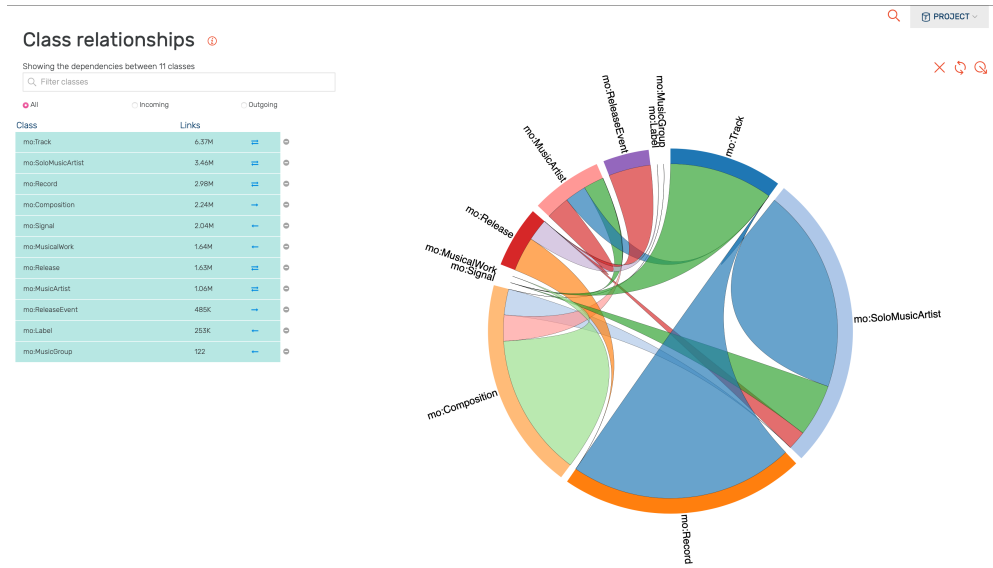 PROJECT
Class relationships
Showing the dependencies between 11 classes
Filter classes
All
Incoming
Outgoing
Class Links
mo:Track 6.37M
mo:SoloMusicArtist 3.46M
mo:Record 2.98M
mo:Composition 2.24M
mo:Signal 2.04M
mo:MusicalWork 1.64M
mo:Release 1.63M
mo:MusicArtist 1.06M
mo:ReleaseEvent 485K
mo:Label 253K
mo:MusicGroup 122
mo:MusicGroup
mo:Label
mo:ReleaseEvent
mo:Track
mo:MusicArtist
mo:Release
mo:MusicalWork
mo:Signal
mo:SoloMusicArtist
mo:Composition
mo:Record